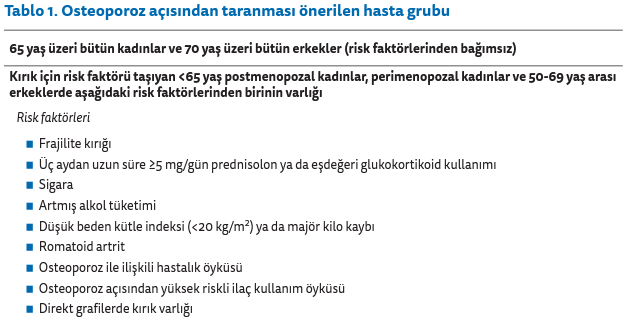 Tablo 1. Osteoporoz açısından taranması önerilen hasta grubu
65 yaş üzeri bütün kadınlar ve 70 yaş üzeri bütün erkekler (risk faktörlerinden bağımsız)
Kırık için risk faktörü taşıyan <65 yaş postmenopozal kadınlar, perimenopozal kadınlar ve 50-69 yaş arası
erkeklerde aşağıdaki risk faktörlerinden birinin varlığı
Risk faktörleri
■ Frajilite kırığı
■ Üç aydan uzun süre ≥5 mg/gün prednisolon ya da eşdeğeri glukokortikoid kullanımı
■ Sigara
■ Artmış alkol tüketimi
■ Düşük beden kütle indeksi (<20 kg/m²) ya da majör kilo kaybı
■ Romatoid artrit
■ Osteoporoz ile ilişkili hastalık öyküsü
■ Osteoporoz açısından yüksek riskli ilaç kullanım öyküsü
■ Direkt grafilerde kırık varlığı